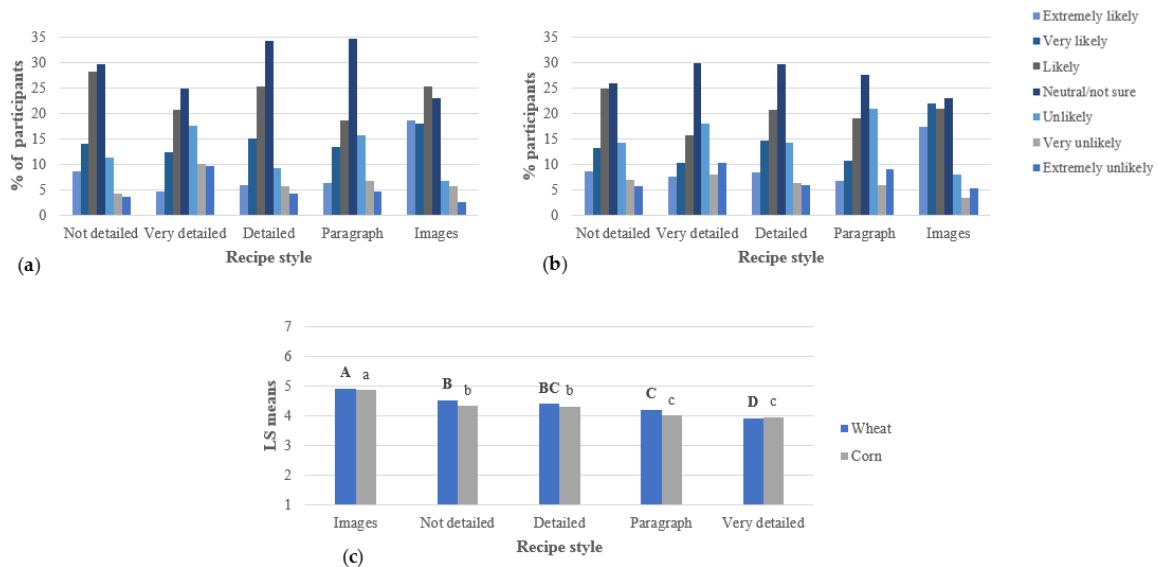 % of participants
35
30
25
20
15
10
5
0
Not detailed Very detailed Detailed Paragraph Images
Recipe style
(a)
% participants
35
30
25
20
15
10
5
0
Not detailed Very detailed Detailed Paragraph Images
Recipe style
(b)
Extremely likely
Very likely
Likely
Neutral/not sure
Unlikely
Very unlikely
Extremely unlikely
LS means
7
6
5
4
3
2
1
A a B b BC b C c D c
Images Not detailed Detailed Paragraph Very detailed
Recipe style
(c)
Wheat
Corn